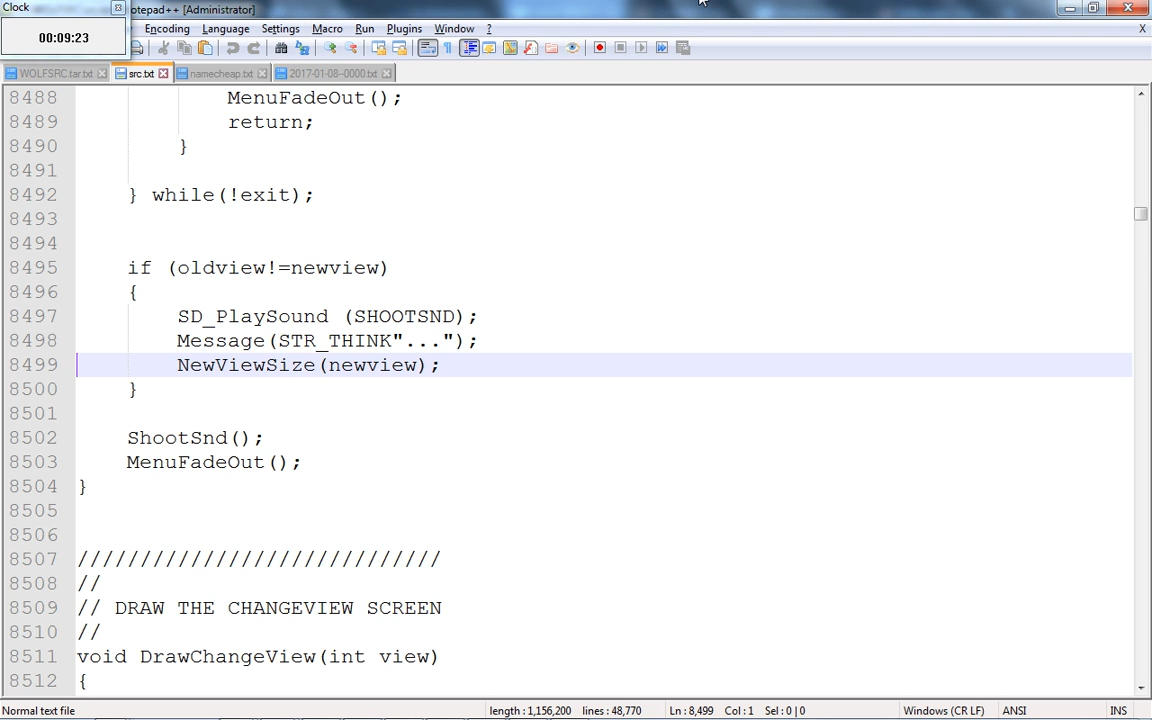 Clock
otepad++ [Administrator]
00:09:23
Encoding Language Settings Macro Run Plugins Window ? X
WOLFSRC.tar.txt src.txt namecheap.txt 2017-01-08--0000.txt
8488 MenuFadeOut();
8489 return;
8490 }
8491
8492 } while(!exit);
8493
8494
8495 if (oldview!=newview)
8496 {
8497 SD_PlaySound (SHOOTSND);
8498 Message(STR_THINK"...");
8499 NewViewSize(newview);
8500 }
8501
8502 ShootSnd();
8503 MenuFadeOut();
8504 }
8505
8506
8507 /////////////////////////////
8508 //
8509 // DRAW THE CHANGEVIEW SCREEN
8510 //
8511 void DrawChangeView(int view)
8512 {
Normal text file length : 1,156,200 lines : 48,770 Ln : 8,499 Col : 1 Sel : 0 | 0 Windows (CR LF) ANSI INS